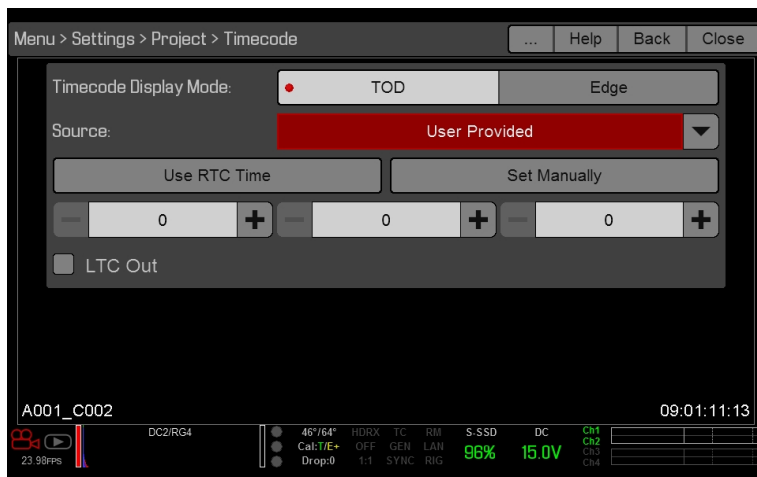 Menu > Settings > Project > Timecode ... Help Back Close
Timecode Display Mode: TOD Edge
Source: User Provided
Use RTC Time Set Manually
0 0 0
LTC Out
A001_C002 09:01:11:13
DC2/RG4 46°/64° HDRX TC RM S-SSD DC Ch1
Cal:T/E+ OFF GEN LAN 96% 15.0V Ch2
23.98FPS Drop:0 1:1 SYNC RIG Ch3
Ch4